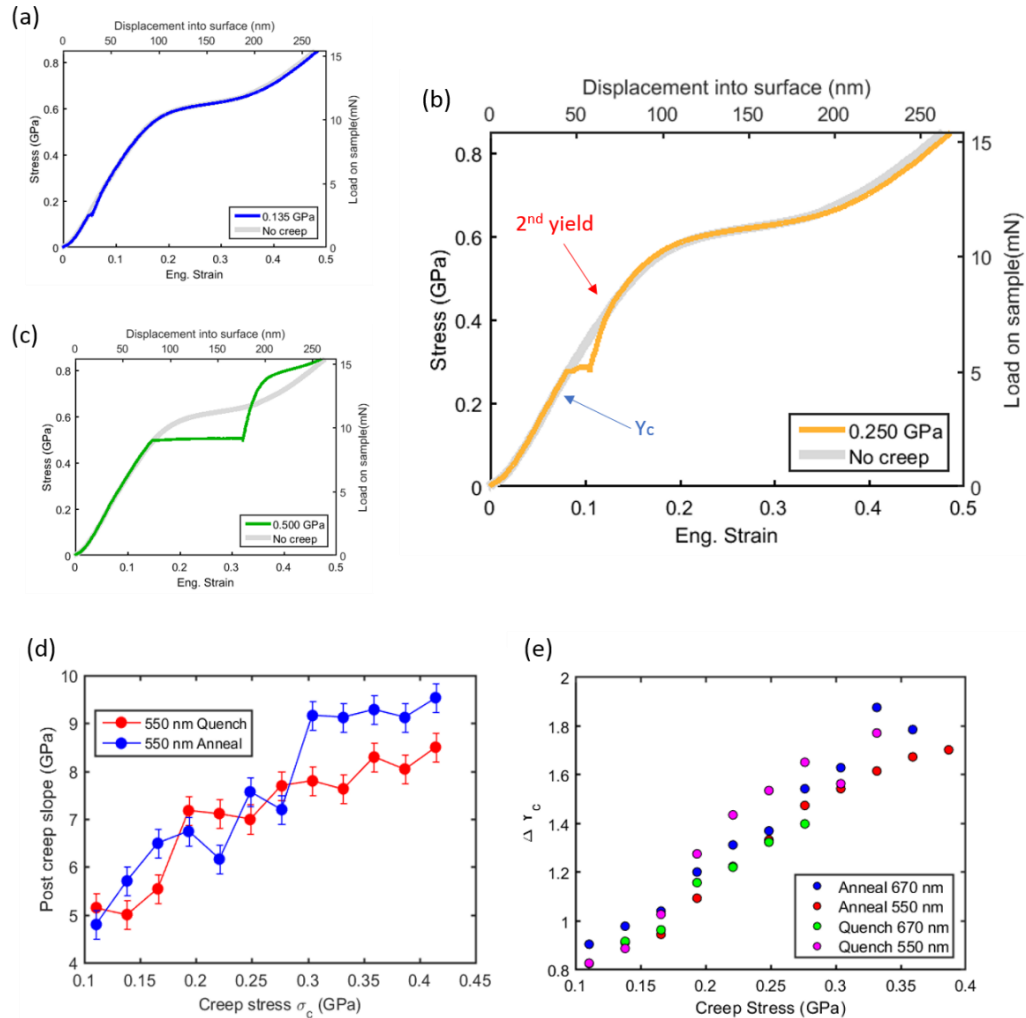 (a)
Displacement into surface (nm)
0 50 100 150 200 250
Stress (GPa)
0.8
0.6
0.4
0.2
0
15
10
5
0
Load on sample(mN)
0.135 GPa
No creep
0 0.1 0.2 0.3 0.4 0.5
Eng. Strain
(b)
Displacement into surface (nm)
0 50 100 150 200 250
Stress (GPa)
0.8
0.6
0.4
0.2
0
15
10
5
0
Load on sample(mN)
2nd yield
Yc
0.250 GPa
No creep
0 0.1 0.2 0.3 0.4 0.5
Eng. Strain
(c)
Displacement into surface (nm)
0 50 100 150 200 250
Stress (GPa)
0.8
0.6
0.4
0.2
0
15
10
5
0
Load on sample(mN)
0.500 GPa
No creep
0 0.1 0.2 0.3 0.4 0.5
Eng. Strain
(d)
Post creep slope (GPa)
10
9
8
7
6
5
4
550 nm Quench
550 nm Anneal
0.1 0.15 0.2 0.25 0.3 0.35 0.4 0.45
Creep stress σc (GPa)
(e)
Δ Yc
2
1.8
1.6
1.4
1.2
1
0.8
Anneal 670 nm
Anneal 550 nm
Quench 670 nm
Quench 550 nm
0.1 0.15 0.2 0.25 0.3 0.35 0.4
Creep Stress (GPa)